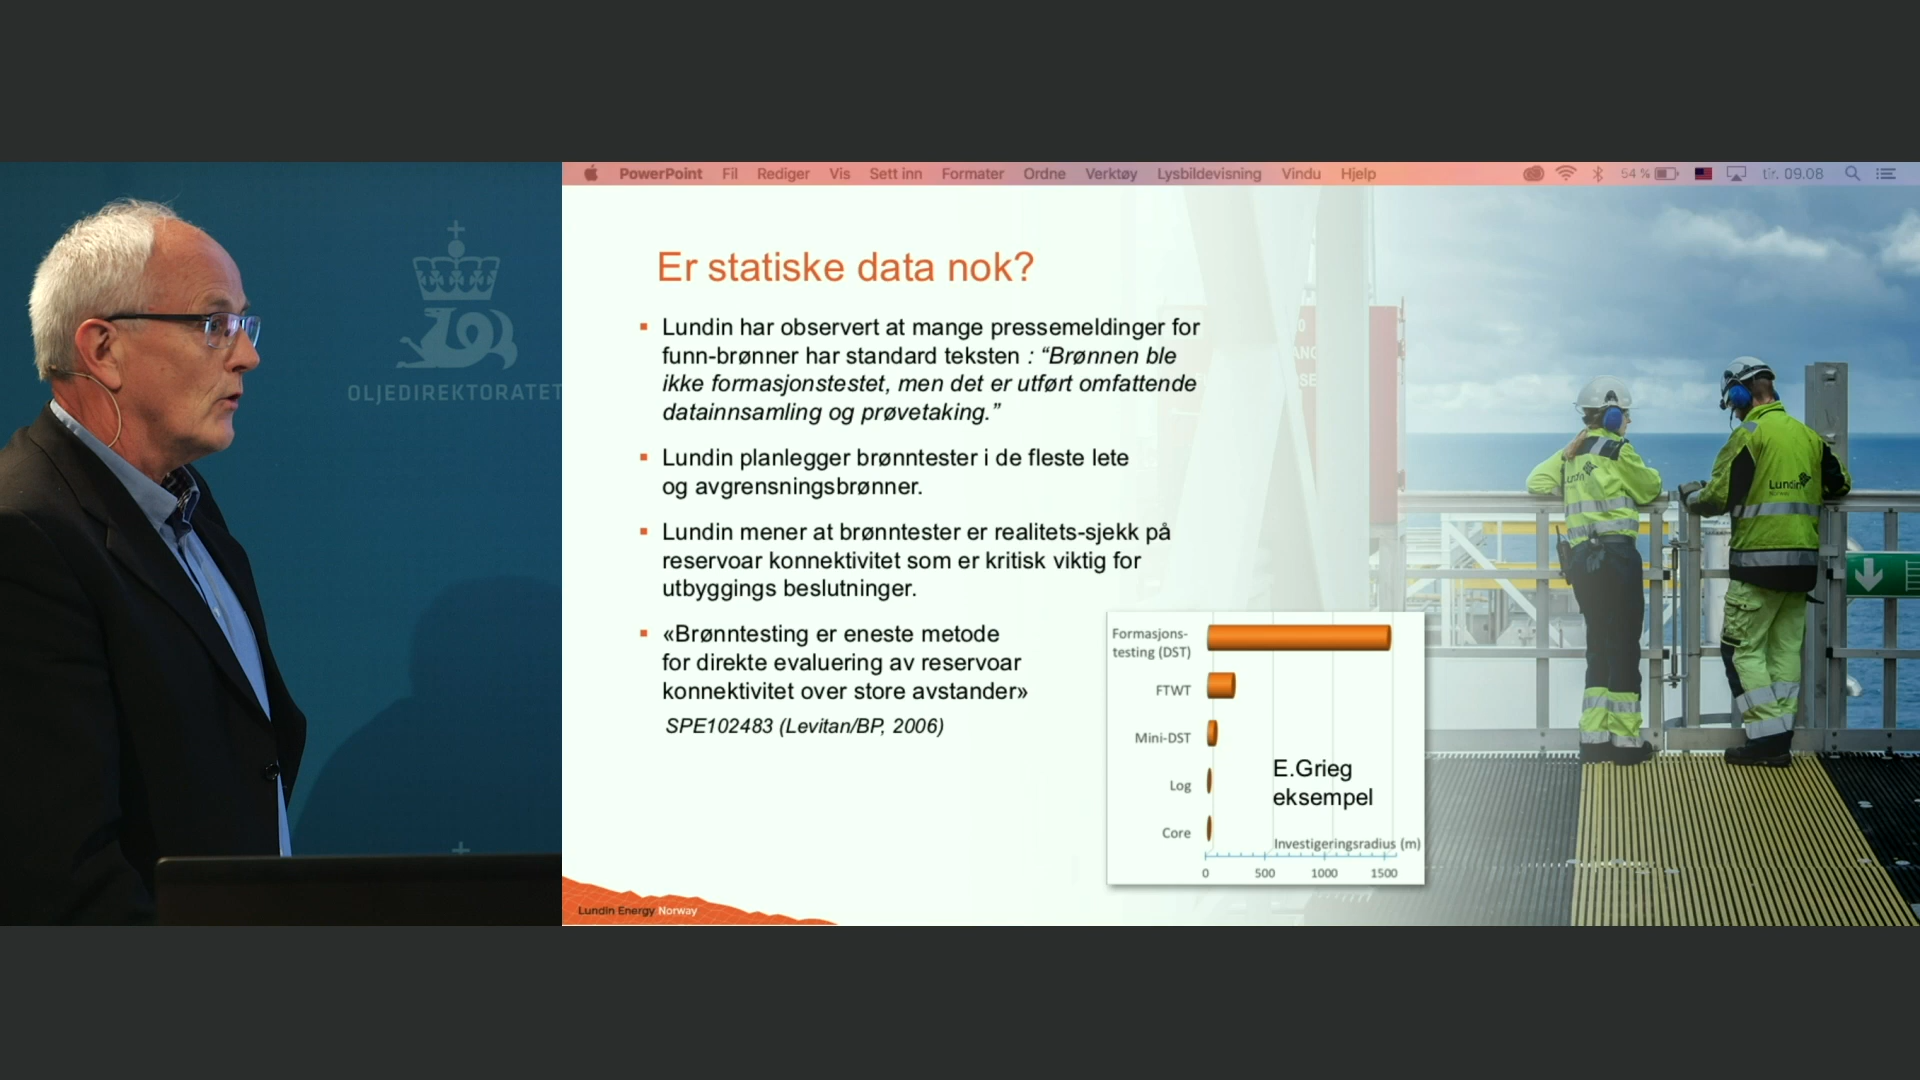 OLJEDIREKTORATET
PowerPoint Fil Rediger Vis Sett inn Formater Ordne Verktøy Lysbildevisning Vindu Hjelp 54 % tir. 09.08
Er statiske data nok?
Lundin har observert at mange pressemeldinger for
funn-brønner har standard teksten : “Brønnen ble
ikke formasjonstestet, men det er utført omfattende
datainnsamling og prøvetaking.”
Lundin planlegger brønntester i de fleste lete
og avgrensningsbrønner.
Lundin mener at brønntester er realitets-sjekk på
reservoar konnektivitet som er kritisk viktig for
utbyggings beslutninger.
«Brønntesting er eneste metode
for direkte evaluering av reservoar
konnektivitet over store avstander»
SPE102483 (Levitan/BP, 2006)
Formasjons-
testing (DST)
FTWT
Mini-DST
Log
Core
E.Grieg
eksempel
Investigeringsradius (m)
0 500 1000 1500
Lundin
Lundin Energy Norway